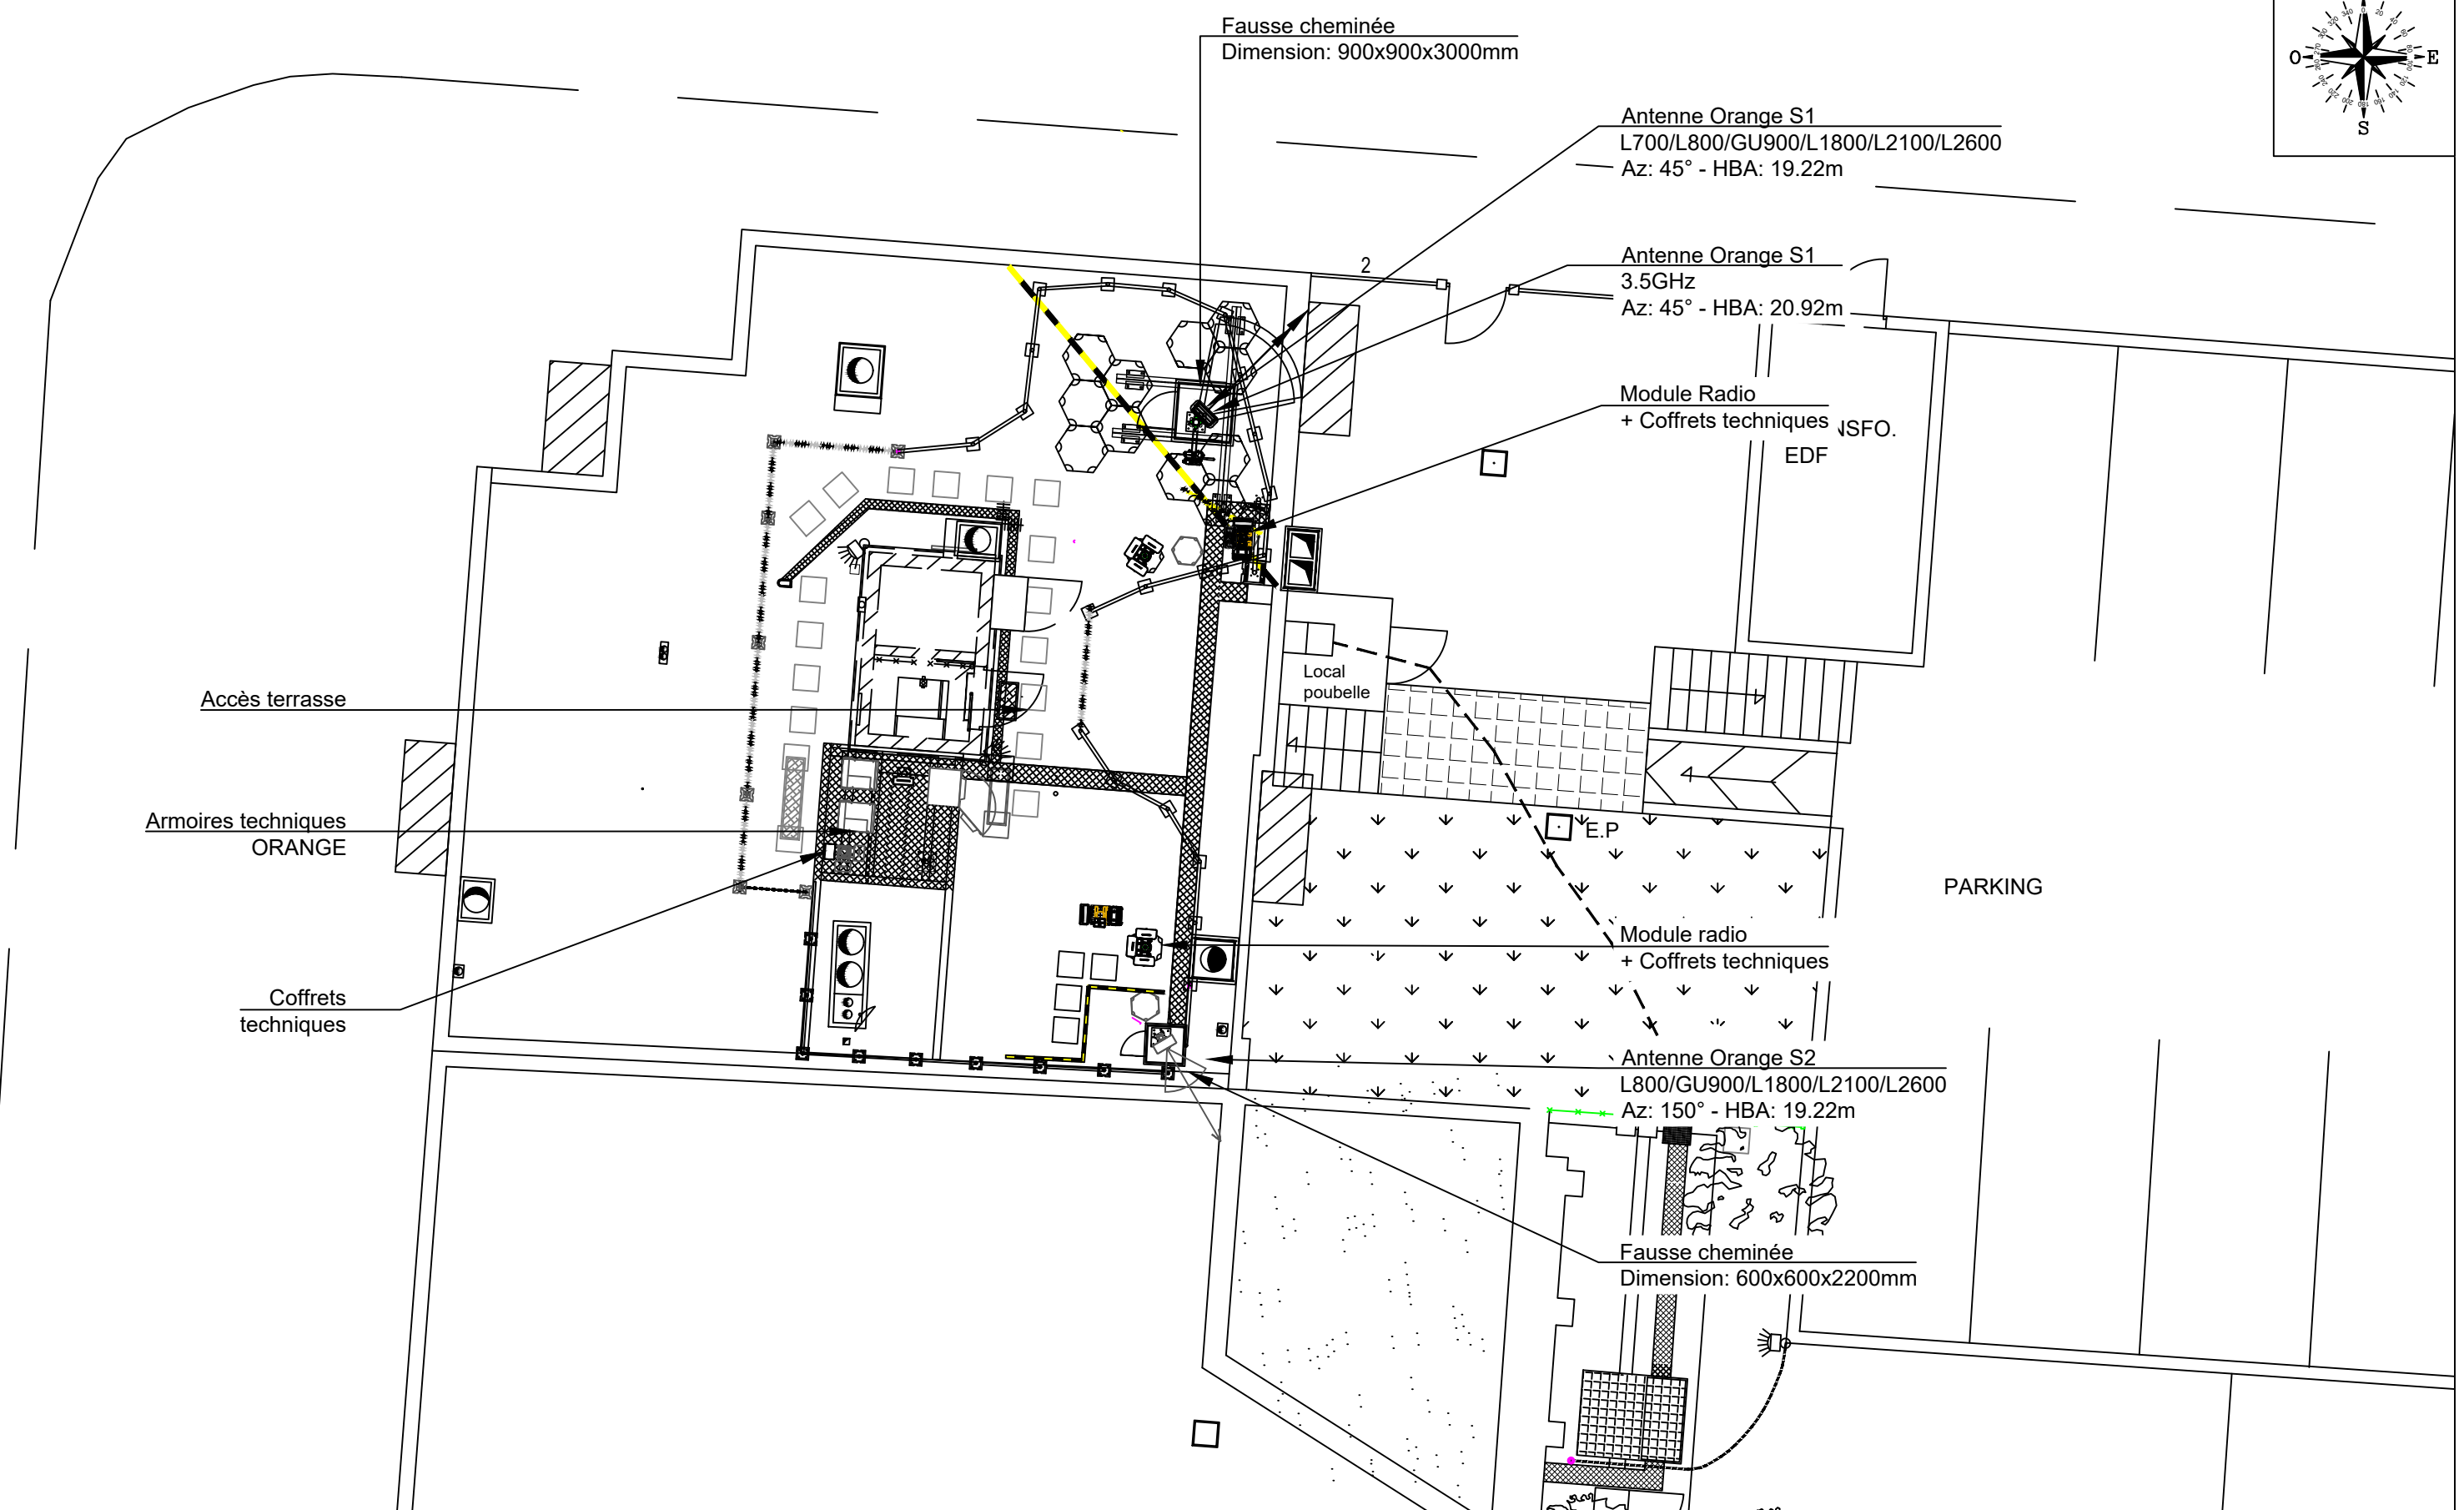 Fausse cheminée
Dimension: 900x900x3000mm
O
E
S
Antenne Orange S1
L700/L800/GU900/L1800/L2100/L2600
Az: 45° - HBA: 19.22m
2
Antenne Orange S1
3.5GHz
Az: 45° - HBA: 20.92m
Module Radio
+ Coffrets techniques
NSFO.
EDF
Local
poubelle
Accès terrasse
Armoires techniques
ORANGE
E.P
PARKING
Module radio
+ Coffrets techniques
Coffrets
techniques
Antenne Orange S2
L800/GU900/L1800/L2100/L2600
Az: 150° - HBA: 19.22m
Fausse cheminée
Dimension: 600x600x2200mm